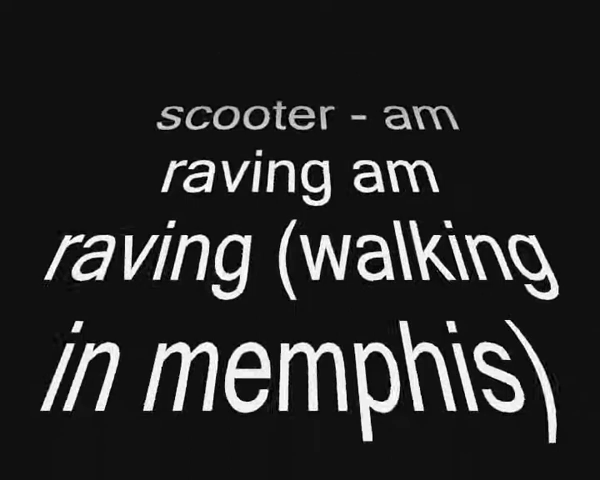 scooter - am
raving am
raving (walking
in memphis)